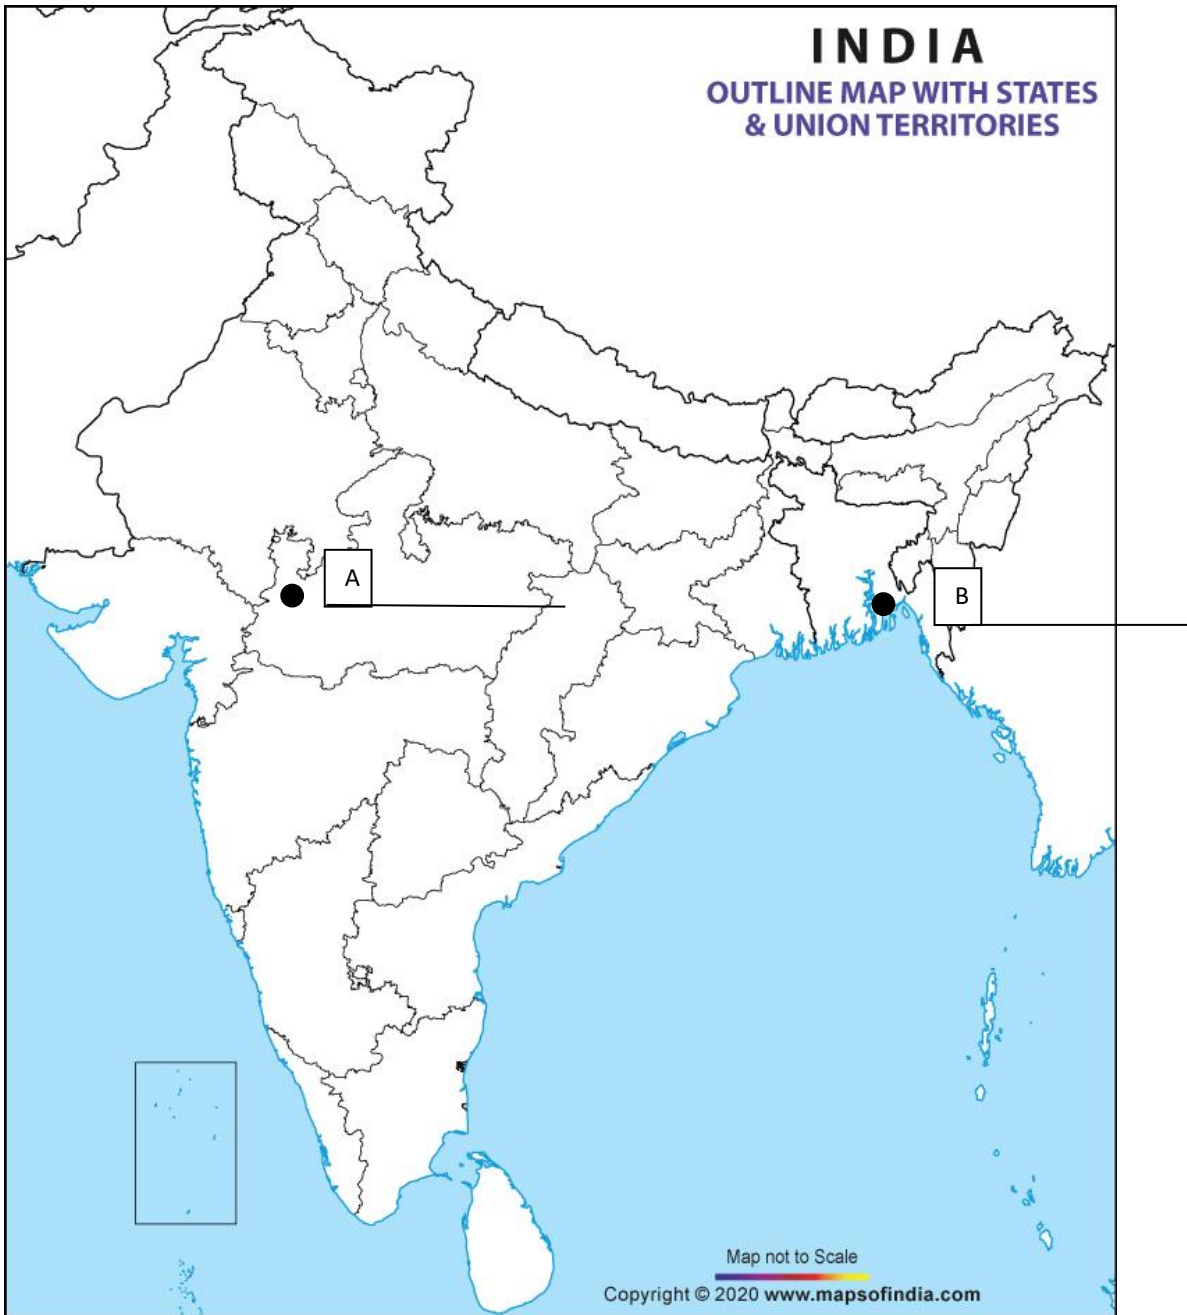 INDIA
OUTLINE MAP WITH STATES
& UNION TERRITORIES
A
B
Map not to Scale
Copyright © 2020 www.mapsofindia.com